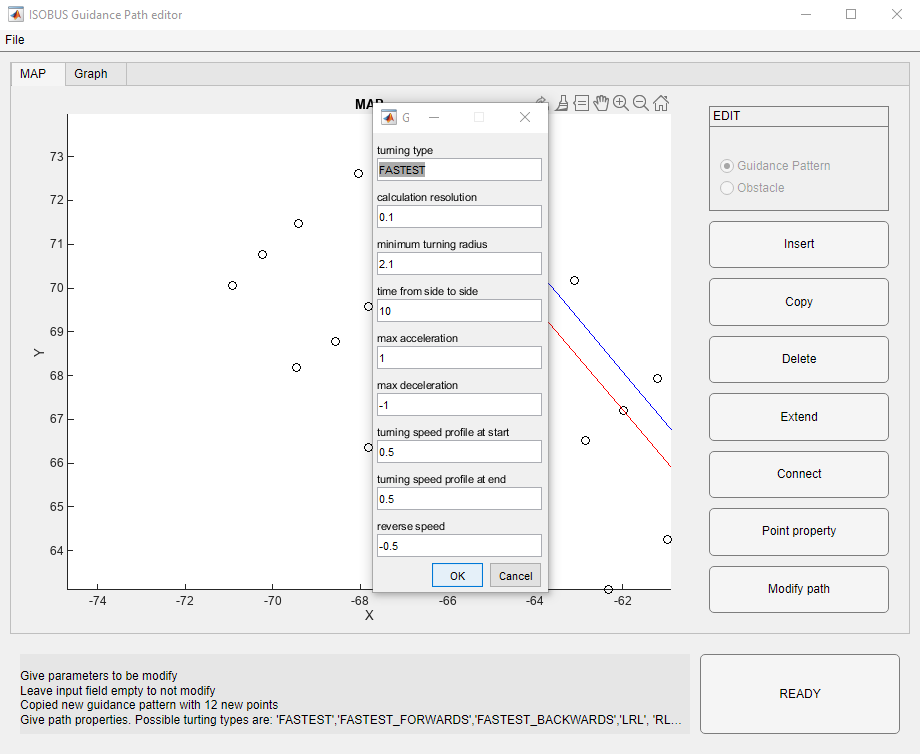 ISOBUS Guidance Path editor
File
MAP
Graph
MAP
G
turning type
FASTEST
calculation resolution
0.1
minimum turning radius
2.1
time from side to side
10
max acceleration
1
max deceleration
-1
turning speed profile at start
0.5
turning speed profile at end
0.5
reverse speed
-0.5
OK
Cancel
Y
73
72
71
70
69
68
67
66
65
64
-74
-72
-70
-68
-66
-64
-62
X
EDIT
Guidance Pattern
Obstacle
Insert
Copy
Delete
Extend
Connect
Point property
Modify path
Give parameters to be modify
Leave input field empty to not modify
Copied new guidance pattern with 12 new points
Give path properties. Possible turting types are: 'FASTEST','FASTEST_FORWARDS','FASTEST_BACKWARDS','LRL', 'RL...
READY